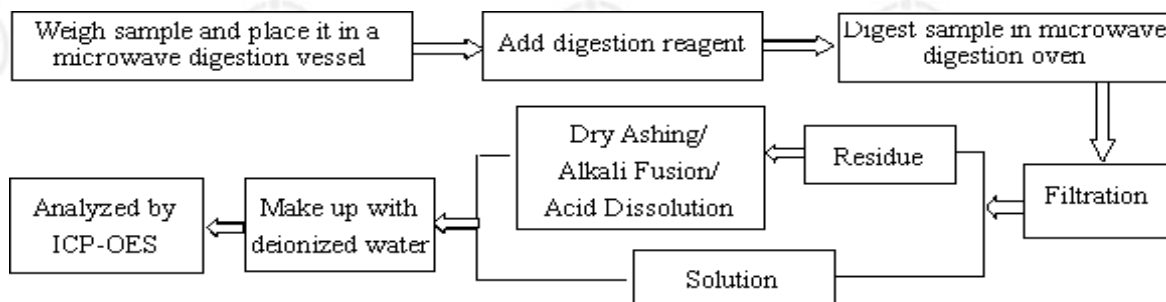 Weigh sample and place it in a
microwave digestion vessel
Add digestion reagent
Digest sample in microwave
digestion oven
Filtration
Residue
Solution
Dry Ashing/
Alkali Fusion/
Acid Dissolution
Make up with
deionized water
Analyzed by
ICP-OES